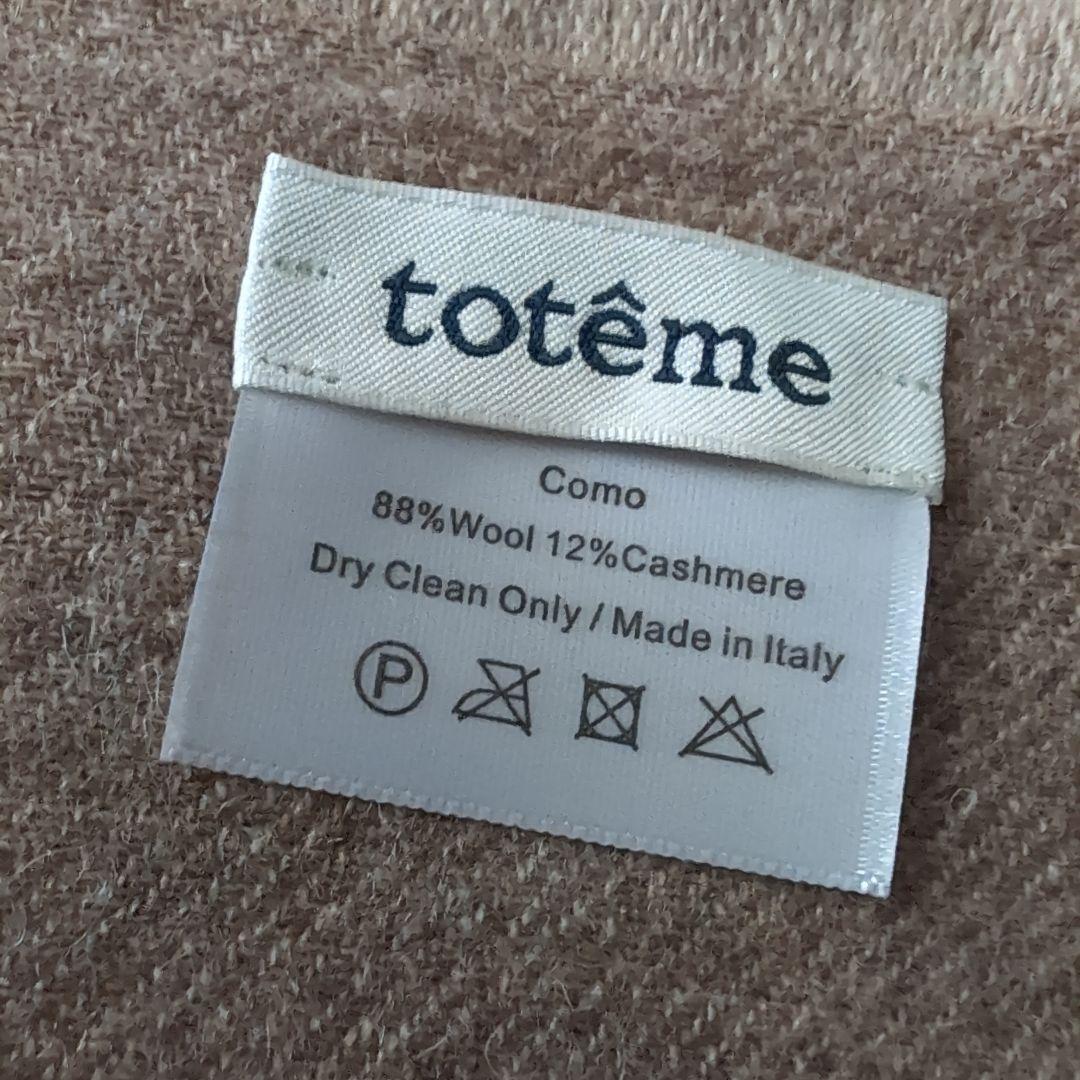 totême
Como
88%Wool 12%Cashmere
Dry Clean Only / Made in Italy
P